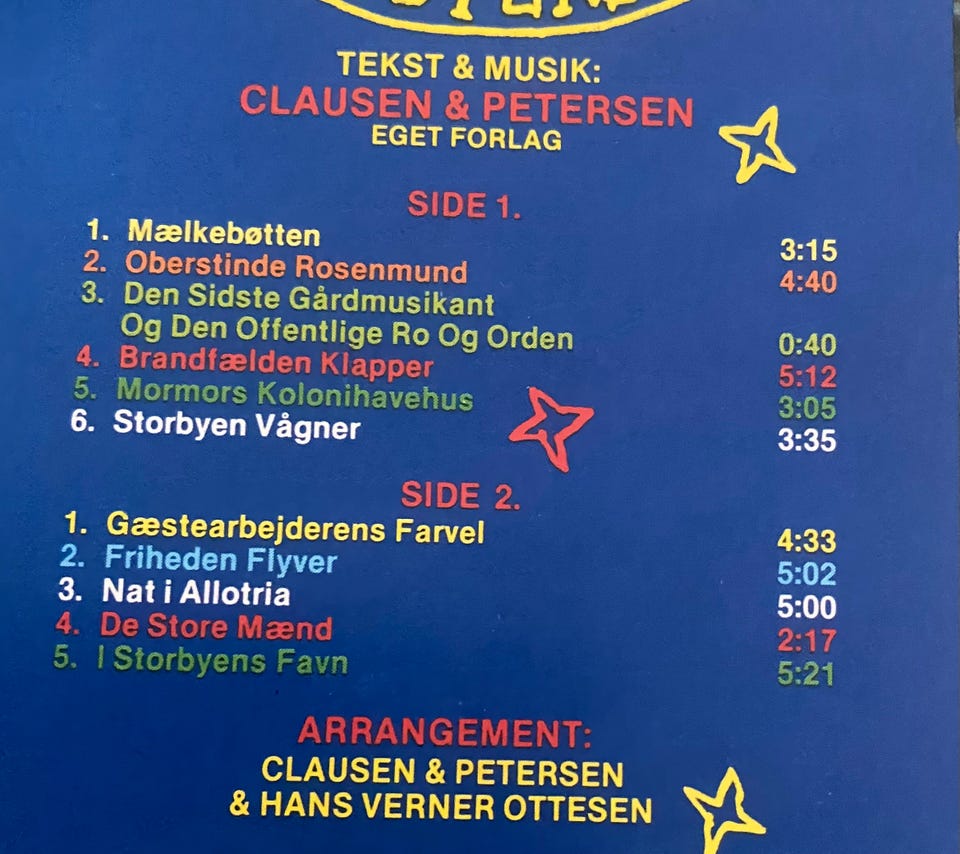 TEKST & MUSIK:
CLAUSEN & PETERSEN
EGET FORLAG
SIDE 1.
1. Mælkebøtten 3:15
2. Oberstinde Rosenmund 4:40
3. Den Sidste Gårdmusikant
Og Den Offentlige Ro Og Orden 0:40
4. Brandfælden Klapper 5:12
5. Mormors Kolonihavehus 3:05
6. Storbyen Vågner 3:35
SIDE 2.
1. Gæstearbejderens Farvel 4:33
2. Friheden Flyver 5:02
3. Nat i Allotria 5:00
4. De Store Mænd 2:17
5. I Storbyens Favn 5:21
ARRANGEMENT:
CLAUSEN & PETERSEN
& HANS VERNER OTTESEN